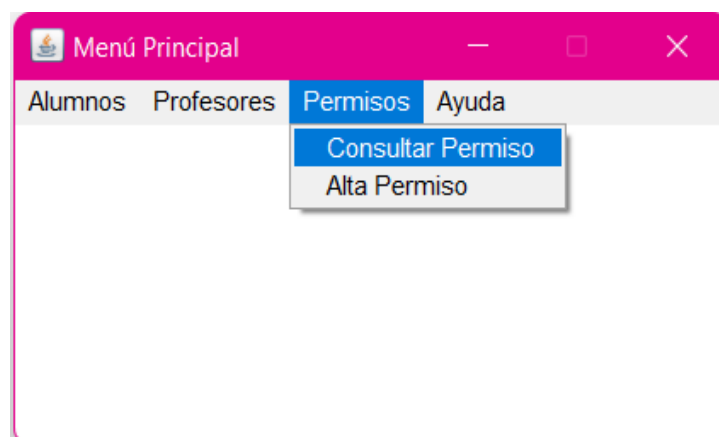 Menú Principal
Alumnos Profesores Permisos Ayuda
Consultar Permiso
Alta Permiso